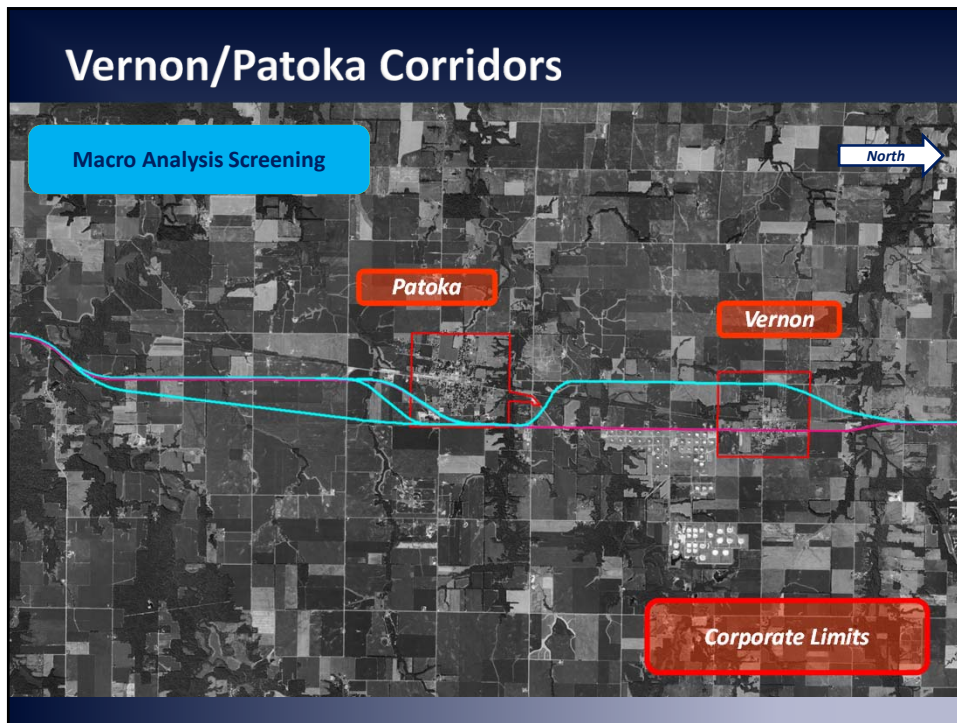 Vernon/Patoka Corridors
Macro Analysis Screening
North
Patoka
Vernon
Corporate Limits